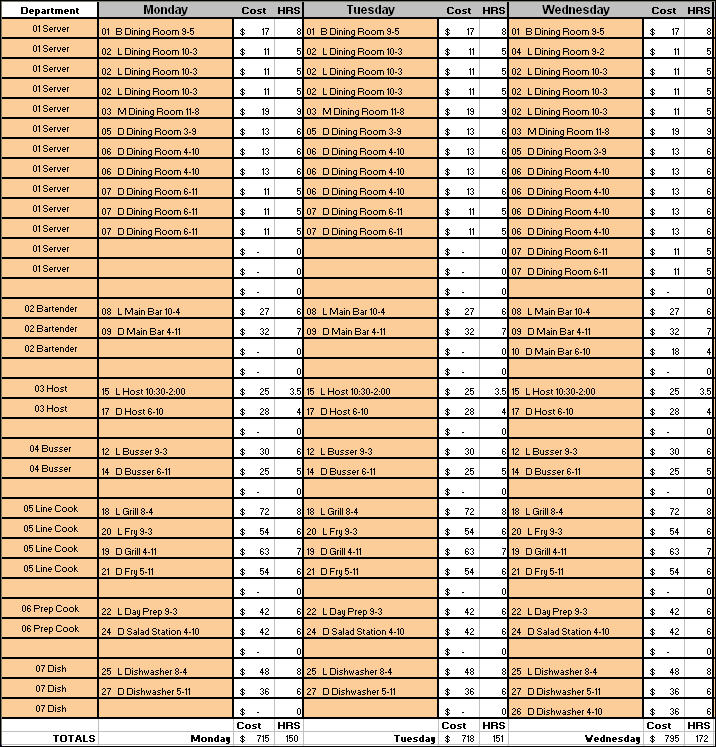 Department Monday Cost HRS Tuesday Cost HRS Wednesday Cost HRS
01 Server 01 B Dining Room 9-5 $ 17 8 01 B Dining Room 9-5 $ 17 8 01 B Dining Room 9-5 $ 17 8
01 Server 02 L Dining Room 10-3 $ 11 5 02 L Dining Room 10-3 $ 11 5 04 L Dining Room 9-2 $ 11 5
01 Server 02 L Dining Room 10-3 $ 11 5 02 L Dining Room 10-3 $ 11 5 02 L Dining Room 10-3 $ 11 5
01 Server 02 L Dining Room 10-3 $ 11 5 02 L Dining Room 10-3 $ 11 5 02 L Dining Room 10-3 $ 11 5
01 Server 03 M Dining Room 11-8 $ 19 9 03 M Dining Room 11-8 $ 19 9 02 L Dining Room 10-3 $ 11 5
01 Server 05 D Dining Room 3-9 $ 13 6 05 D Dining Room 3-9 $ 13 6 03 M Dining Room 11-8 $ 19 9
01 Server 06 D Dining Room 4-10 $ 13 6 06 D Dining Room 4-10 $ 13 6 05 D Dining Room 3-9 $ 13 6
01 Server 06 D Dining Room 4-10 $ 13 6 06 D Dining Room 4-10 $ 13 6 06 D Dining Room 4-10 $ 13 6
01 Server 07 D Dining Room 6-11 $ 11 5 06 D Dining Room 4-10 $ 13 6 06 D Dining Room 4-10 $ 13 6
01 Server 07 D Dining Room 6-11 $ 11 5 07 D Dining Room 6-11 $ 11 5 06 D Dining Room 4-10 $ 13 6
01 Server 07 D Dining Room 6-11 $ 11 5 07 D Dining Room 6-11 $ 11 5 06 D Dining Room 4-10 $ 13 6
01 Server $ - 0 $ - 0 07 D Dining Room 6-11 $ 11 5
01 Server $ - 0 $ - 0 07 D Dining Room 6-11 $ 11 5
$ - 0 $ - 0 $ - 0
02 Bartender 08 L Main Bar 10-4 $ 27 6 08 L Main Bar 10-4 $ 27 6 08 L Main Bar 10-4 $ 27 6
02 Bartender 09 D Main Bar 4-11 $ 32 7 09 D Main Bar 4-11 $ 32 7 09 D Main Bar 4-11 $ 32 7
02 Bartender $ - 0 $ - 0 10 D Main Bar 6-10 $ 18 4
$ - 0 $ - 0 $ - 0
03 Host 15 L Host 10:30-2:00 $ 25 3.5 15 L Host 10:30-2:00 $ 25 3.5 15 L Host 10:30-2:00 $ 25 3.5
03 Host 17 D Host 6-10 $ 28 4 17 D Host 6-10 $ 28 4 17 D Host 6-10 $ 28 4
$ - 0 $ - 0 $ - 0
04 Busser 12 L Busser 9-3 $ 30 6 12 L Busser 9-3 $ 30 6 12 L Busser 9-3 $ 30 6
04 Busser 14 D Busser 6-11 $ 25 5 14 D Busser 6-11 $ 25 5 14 D Busser 6-11 $ 25 5
$ - 0 $ - 0 $ - 0
05 Line Cook 18 L Grill 8-4 $ 72 8 18 L Grill 8-4 $ 72 8 18 L Grill 8-4 $ 72 8
05 Line Cook 20 L Fry 9-3 $ 54 6 20 L Fry 9-3 $ 54 6 20 L Fry 9-3 $ 54 6
05 Line Cook 19 D Grill 4-11 $ 63 7 19 D Grill 4-11 $ 63 7 19 D Grill 4-11 $ 63 7
05 Line Cook 21 D Fry 5-11 $ 54 6 21 D Fry 5-11 $ 54 6 21 D Fry 5-11 $ 54 6
$ - 0 $ - 0 $ - 0
06 Prep Cook 22 L Day Prep 9-3 $ 42 6 22 L Day Prep 9-3 $ 42 6 22 L Day Prep 9-3 $ 42 6
06 Prep Cook 24 D Salad Station 4-10 $ 42 6 24 D Salad Station 4-10 $ 42 6 24 D Salad Station 4-10 $ 42 6
$ - 0 $ - 0 $ - 0
07 Dish 25 L Dishwasher 8-4 $ 48 8 25 L Dishwasher 8-4 $ 48 8 25 L Dishwasher 8-4 $ 48 8
07 Dish 27 D Dishwasher 5-11 $ 36 6 27 D Dishwasher 5-11 $ 36 6 27 D Dishwasher 5-11 $ 36 6
07 Dish $ - 0 $ - 0 26 D Dishwasher 4-10 $ 36 6
Cost HRS Cost HRS Cost HRS
TOTALS Monday $ 715 150 Tuesday $ 718 151 Wednesday $ 795 172